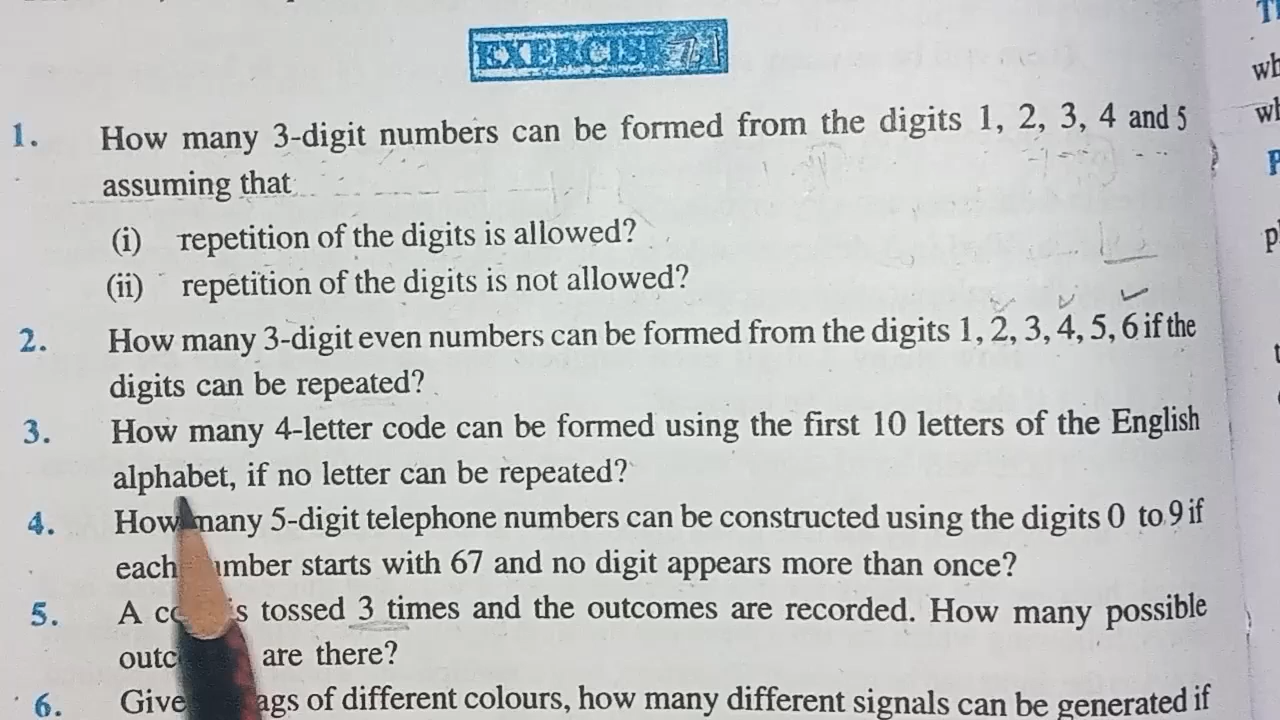 EXERCISE 7.1
1. How many 3-digit numbers can be formed from the digits 1, 2, 3, 4 and 5
assuming that
(i) repetition of the digits is allowed?
(ii) repetition of the digits is not allowed?
2. How many 3-digit even numbers can be formed from the digits 1, 2, 3, 4, 5, 6 if the
digits can be repeated?
3. How many 4-letter code can be formed using the first 10 letters of the English
alphabet, if no letter can be repeated?
4. How many 5-digit telephone numbers can be constructed using the digits 0 to 9 if
each starts with 67 and no digit appears more than once?
5. A tossed 3 times and the outcomes are recorded. How many possible
are there?
6. of different colours, how many different signals can be generated if